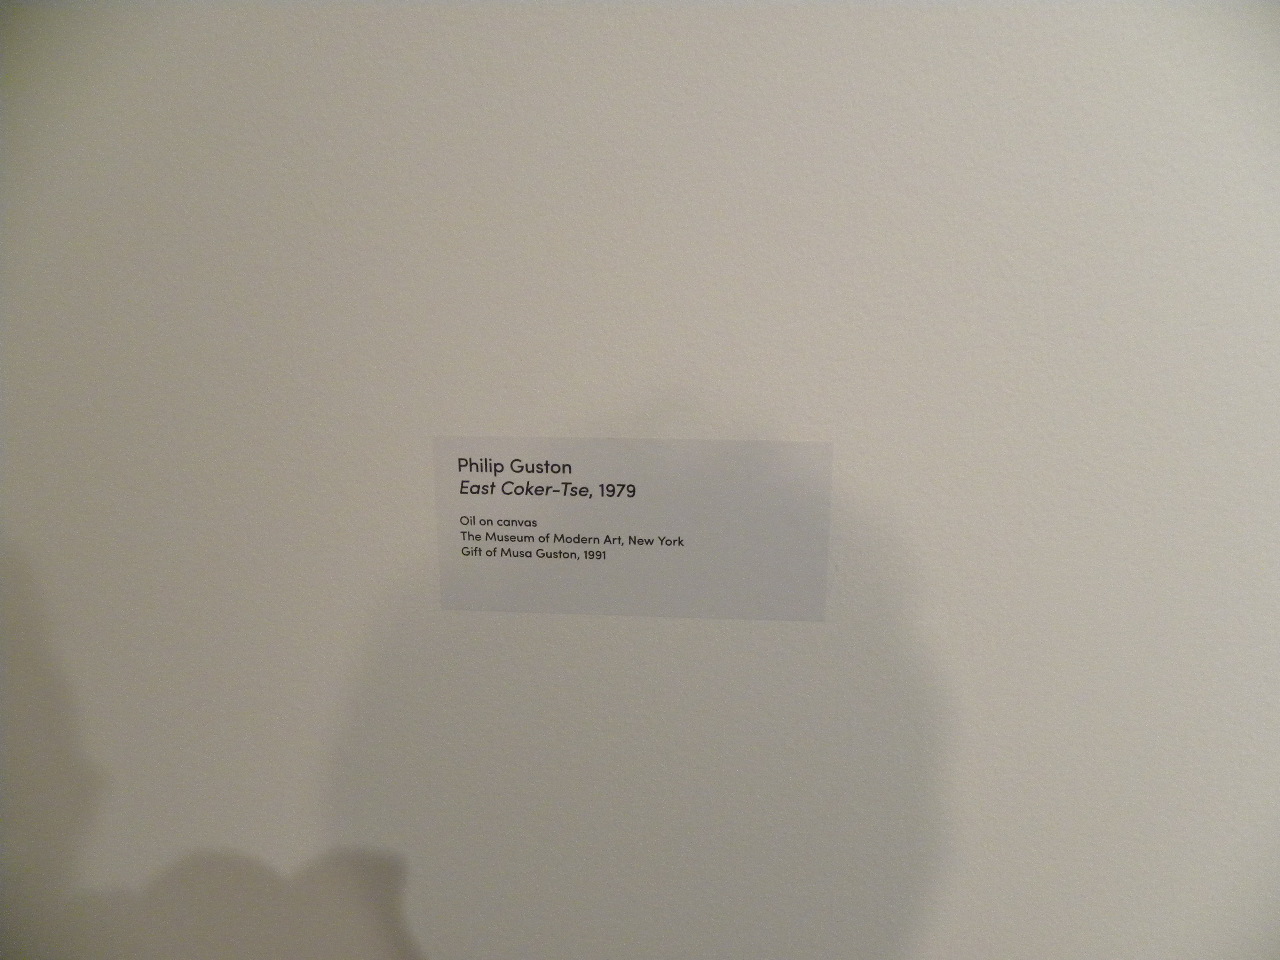 Philip Guston
East Coker-Tse, 1979
Oil on canvas
The Museum of Modern Art, New York
Gift of Musa Guston, 1991